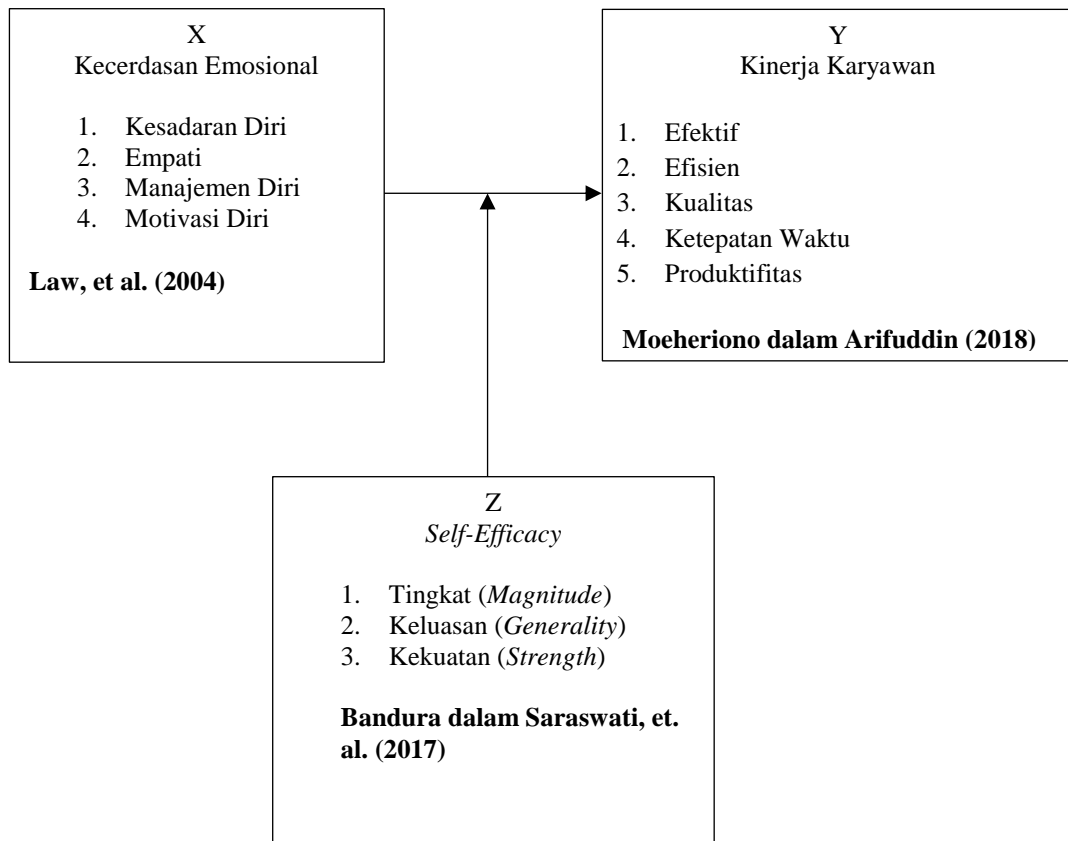 X
Kecerdasan Emosional
1. Kesadaran Diri
2. Empati
3. Manajemen Diri
4. Motivasi Diri
Law, et al. (2004)
Y
Kinerja Karyawan
1. Efektif
2. Efisien
3. Kualitas
4. Ketepatan Waktu
5. Produktifitas
Moeheriono dalam Arifuddin (2018)
Z
Self-Efficacy
1. Tingkat (Magnitude)
2. Keluasan (Generality)
3. Kekuatan (Strength)
Bandura dalam Saraswati, et.
al. (2017)